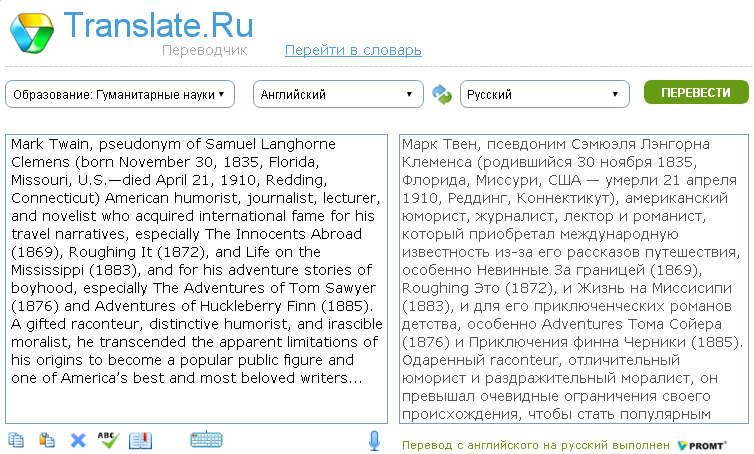 Translate.Ru
Переводчик
Перейти в словарь
Образование: Гуманитарные науки
Английский
Русский
ПЕРЕВЕСТИ
Mark Twain, pseudonym of Samuel Langhorne
Clemens (born November 30, 1835, Florida,
Missouri, U.S.—died April 21, 1910, Redding,
Connecticut) American humorist, journalist, lecturer,
and novelist who acquired international fame for his
travel narratives, especially The Innocents Abroad
(1869), Roughing It (1872), and Life on the
Mississippi (1883), and for his adventure stories of
boyhood, especially The Adventures of Tom Sawyer
(1876) and Adventures of Huckleberry Finn (1885).
A gifted raconteur, distinctive humorist, and irascible
moralist, he transcended the apparent limitations of
his origins to become a popular public figure and
one of America’s best and most beloved writers...
Марк Твен, псевдоним Сэмюэля Лэнгорна
Клеменса (родившийся 30 ноября 1835,
Флорида, Миссури, США — умерли 21 апреля
1910, Реддинг, Коннектикут), американский
юморист, журналист, лектор и романист,
который приобретал международную
известность из-за его рассказов путешествия,
особенно Невинные За границей (1869),
Roughing Это (1872), и Жизнь на Миссисипи
(1883), и для его приключенческих романов
детства, особенно Adventures Тома Сойера
(1876) и Приключения финна Черники (1885).
Одаренный raconteur, отличительный
юморист и раздражительный моралист, он
превышал очевидные ограничения своего
происхождения, чтобы стать популярным
ABC
Перевод с английского на русский выполнен PROMT